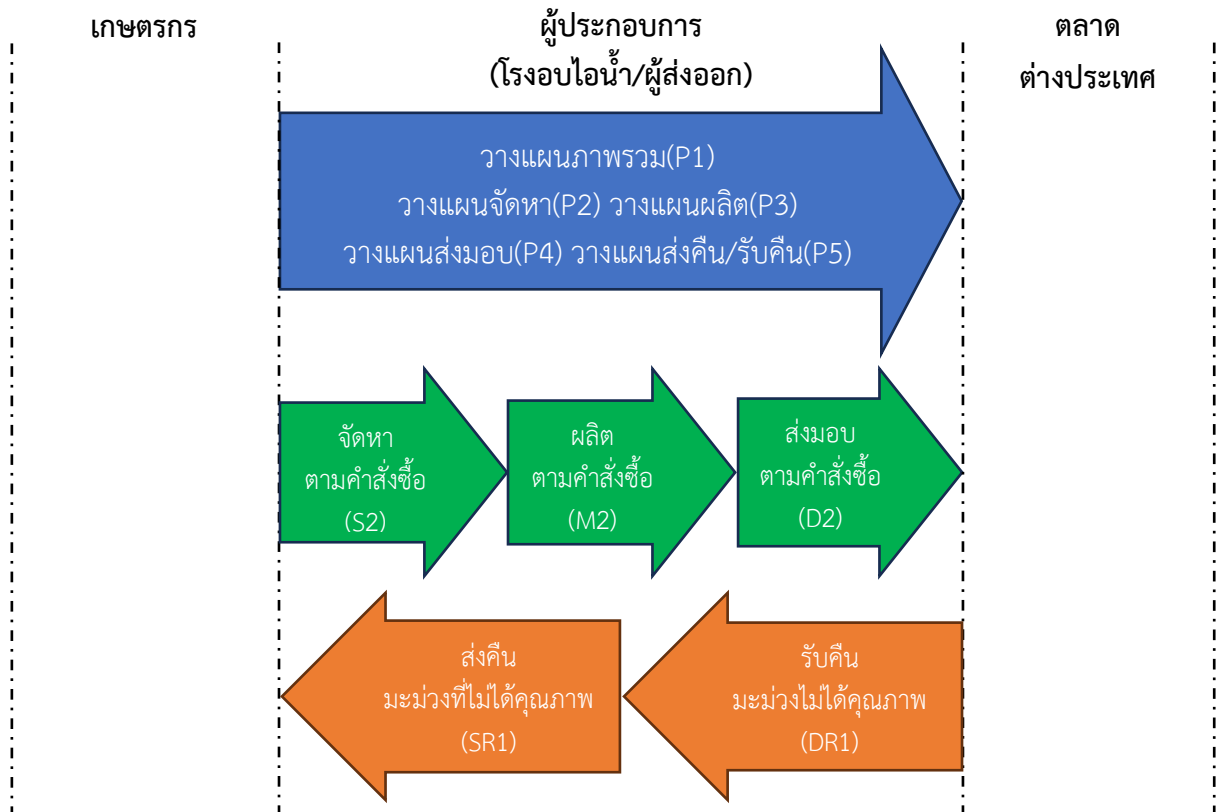 เกษตรกร
ผู้ประกอบการ
(โรงอบไอน้ำ/ผู้ส่งออก)
ตลาด
ต่างประเทศ
วางแผนภาพรวม(P1)
วางแผนจัดหา(P2) วางแผนผลิต(P3)
วางแผนส่งมอบ(P4) วางแผนส่งคืน/รับคืน(P5)
จัดหา
ตามคำสั่งซื้อ
(S2)
ผลิต
ตามคำสั่งซื้อ
(M2)
ส่งมอบ
ตามคำสั่งซื้อ
(D2)
ส่งคืน
มะม่วงที่ไม่ได้คุณภาพ
(SR1)
รับคืน
มะม่วงไม่ได้คุณภาพ
(DR1)